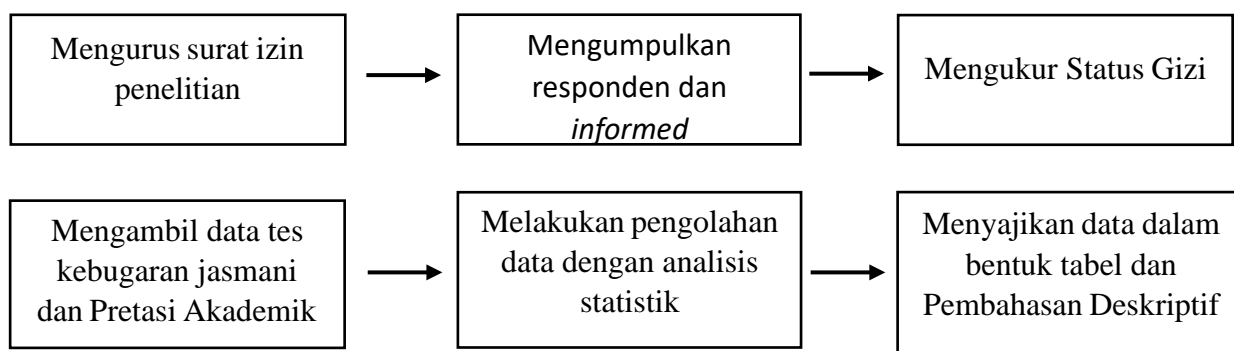 Mengurus surat izin
penelitian
Mengumpulkan
responden dan
informed
Mengukur Status Gizi
Mengambil data tes
kebugaran jasmani
dan Pretasi Akademik
Melakukan pengolahan
data dengan analisis
statistik
Menyajikan data dalam
bentuk tabel dan
Pembahasan Deskriptif